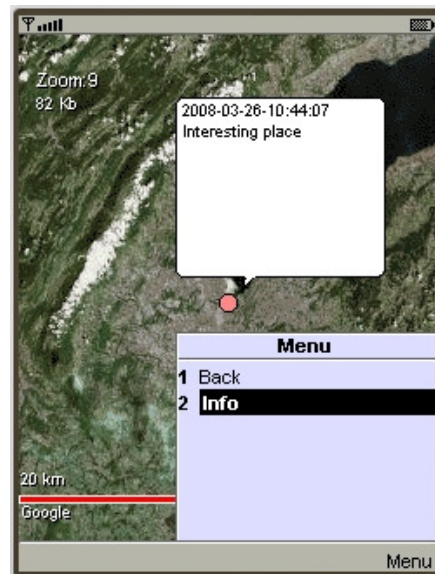 Zoom:9
82 Kb
2008-03-26-10:44:07
Interesting place
Menu
1 Back
2 Info
20 km
Google
Menu